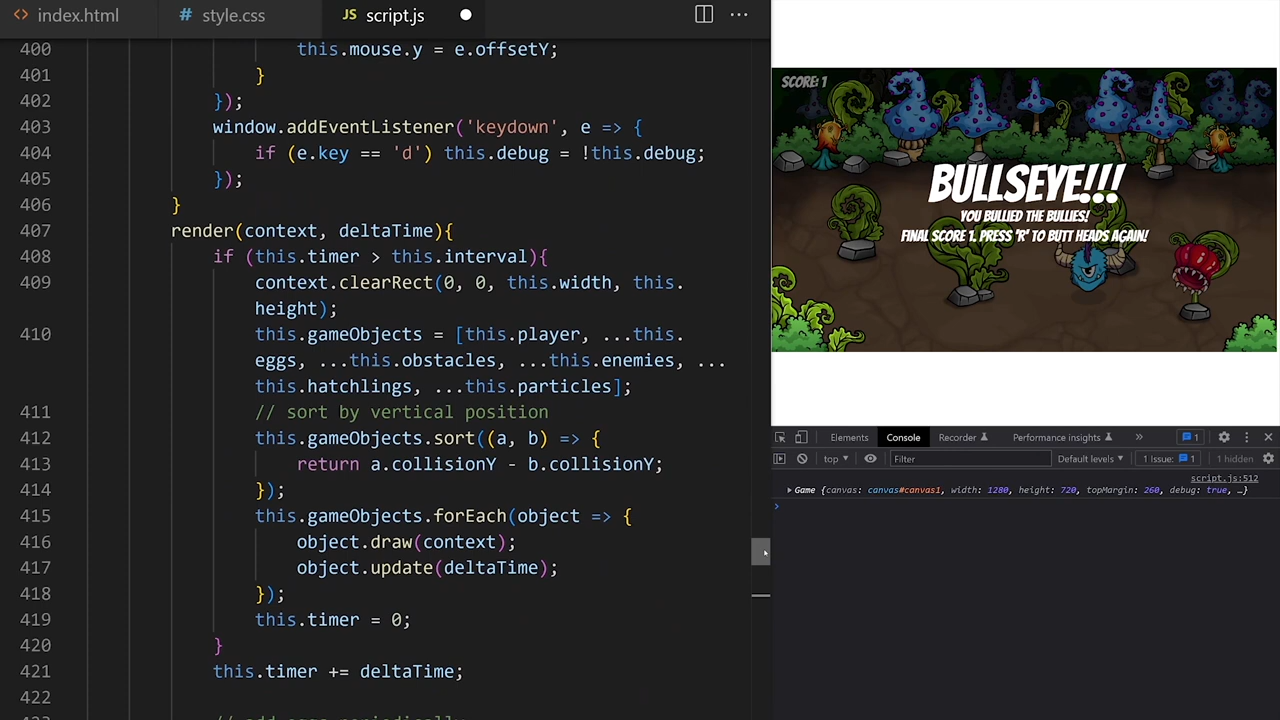 index.html
# style.css
JS script.js
400 this.mouse.y = e.offsetY;
401 }
402 });
403 window.addEventListener('keydown', e => {
404 if (e.key == 'd') this.debug = !this.debug;
405 });
406 }
407 render(context, deltaTime){
408 if (this.timer > this.interval){
409 context.clearRect(0, 0, this.width, this.
height);
410 this.gameObjects = [this.player, ...this.
eggs, ...this.obstacles, ...this.enemies, ...
this.hatchlings, ...this.particles];
411 // sort by vertical position
412 this.gameObjects.sort((a, b) => {
413 return a.collisionY - b.collisionY;
414 });
415 this.gameObjects.forEach(object => {
416 object.draw(context);
417 object.update(deltaTime);
418 });
419 this.timer = 0;
420 }
421 this.timer += deltaTime;
422
423 // add eggs periodically
SCORE: 1
BULLSEYE!!!
YOU BULLIED THE BULLIES!
FINAL SCORE 1. PRESS 'R' TO BUTT HEADS AGAIN!
Elements Console Recorder Performance insights » 1
top Filter Default levels 1 Issue: 1 1 hidden
script.js:512
Game {canvas: canvas#canvas1, width: 1280, height: 720, topMargin: 260, debug: true, …}